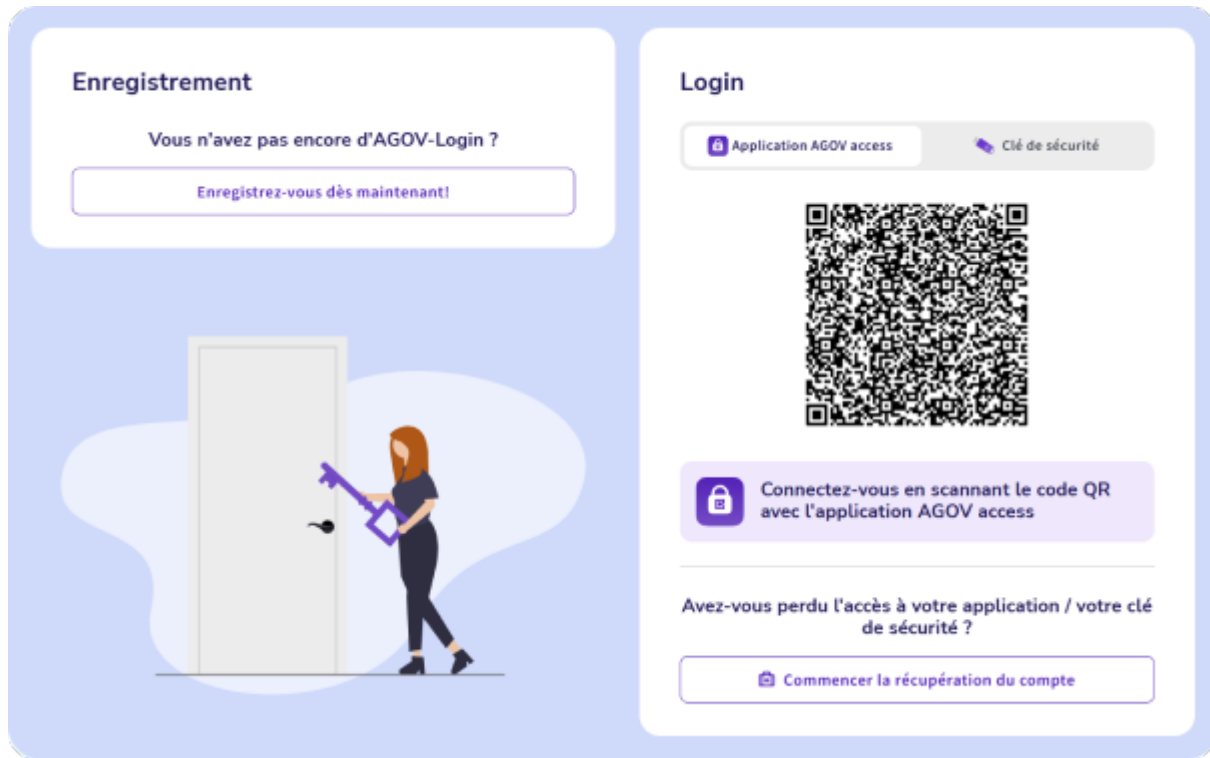 Enregistrement
Vous n'avez pas encore d'AGOV-Login ?
Enregistrez-vous dès maintenant!
Login
Application AGOV access
Clé de sécurité
Connectez-vous en scannant le code QR
avec l'application AGOV access
Avez-vous perdu l'accès à votre application / votre clé
de sécurité ?
Commencer la récupération du compte